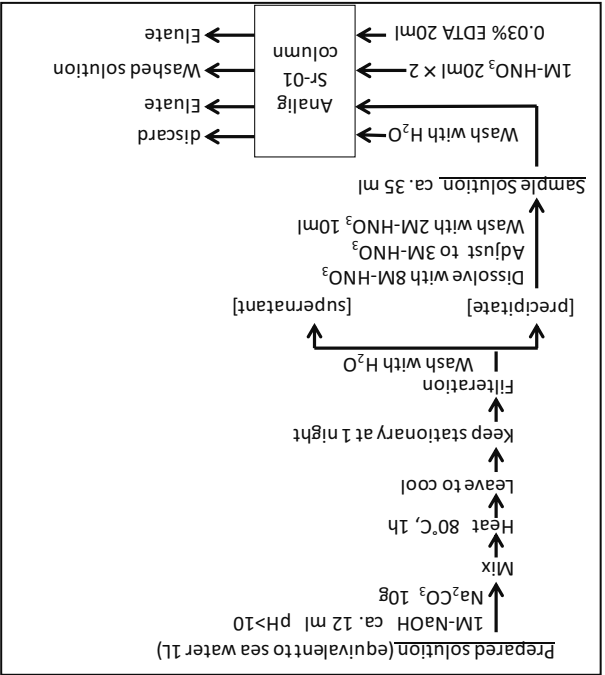 Prepared solution (equivalent to sea water 1L)
1M-NaOH ca. 12 ml pH>10
Na₂CO₃ 10g
Mix
Heat 80°C, 1h
Leave to cool
Keep stationary at 1 night
Filteration
Wash with H₂O
[precipitate] [supernatant]
Dissolve with 8M-HNO₃
Adjust to 3M-HNO₃
Wash with 2M-HNO₃ 10ml
Sample Solution ca. 35 ml
Wash with H₂O
discard
Eluate
1M-HNO₃ 20ml × 2
Washed solution
0.03% EDTA 20ml
Eluate
Analig
Sr-01
column